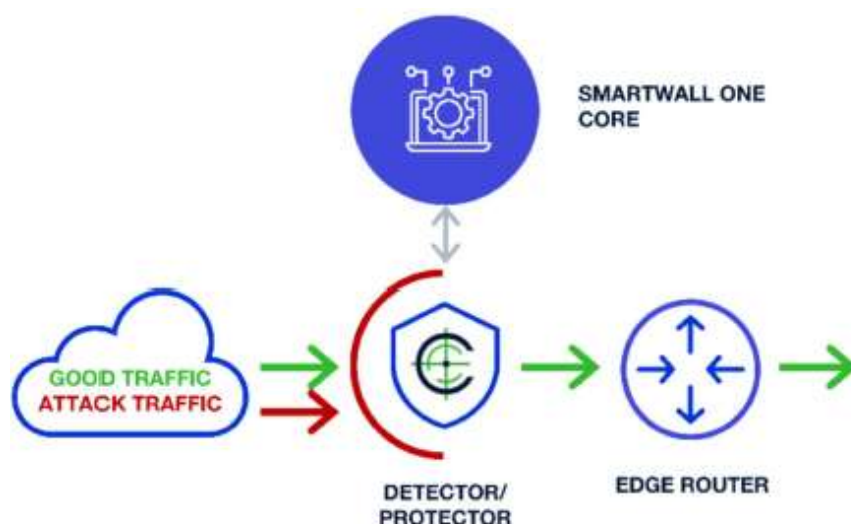 SMARTWALL ONE
CORE
GOOD TRAFFIC
ATTACK TRAFFIC
DETECTOR/
PROTECTOR
EDGE ROUTER